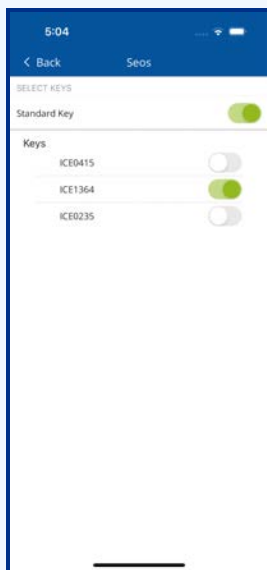 5:04
< Back Seos
SELECT KEYS
Standard Key
Keys
ICE0415
ICE1364
ICE0235